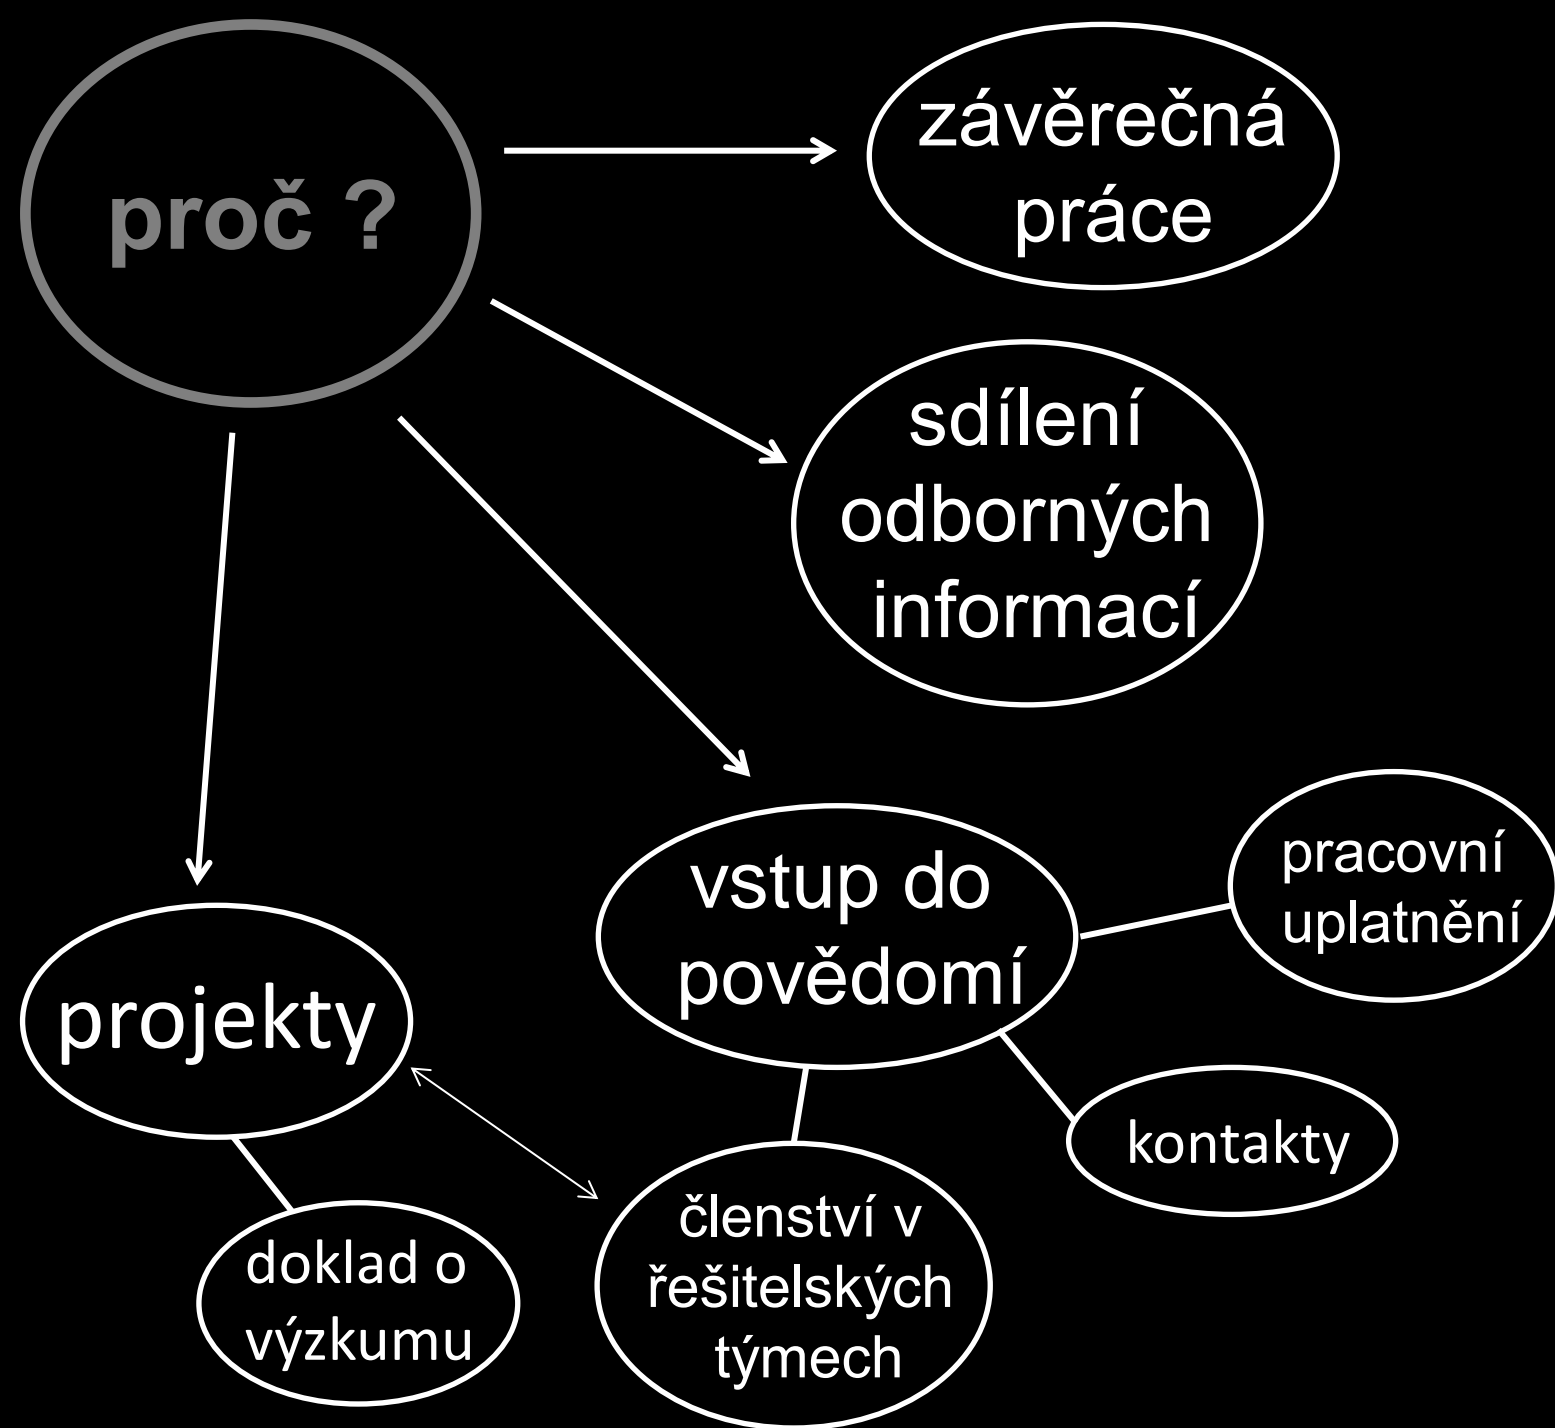 proč ?
závěrečná
práce
sdílení
odborných
informací
vstup do
povědomí
pracovní
uplatnění
projekty
kontakty
členství v
řešitelských
týmech
doklad o
výzkumu